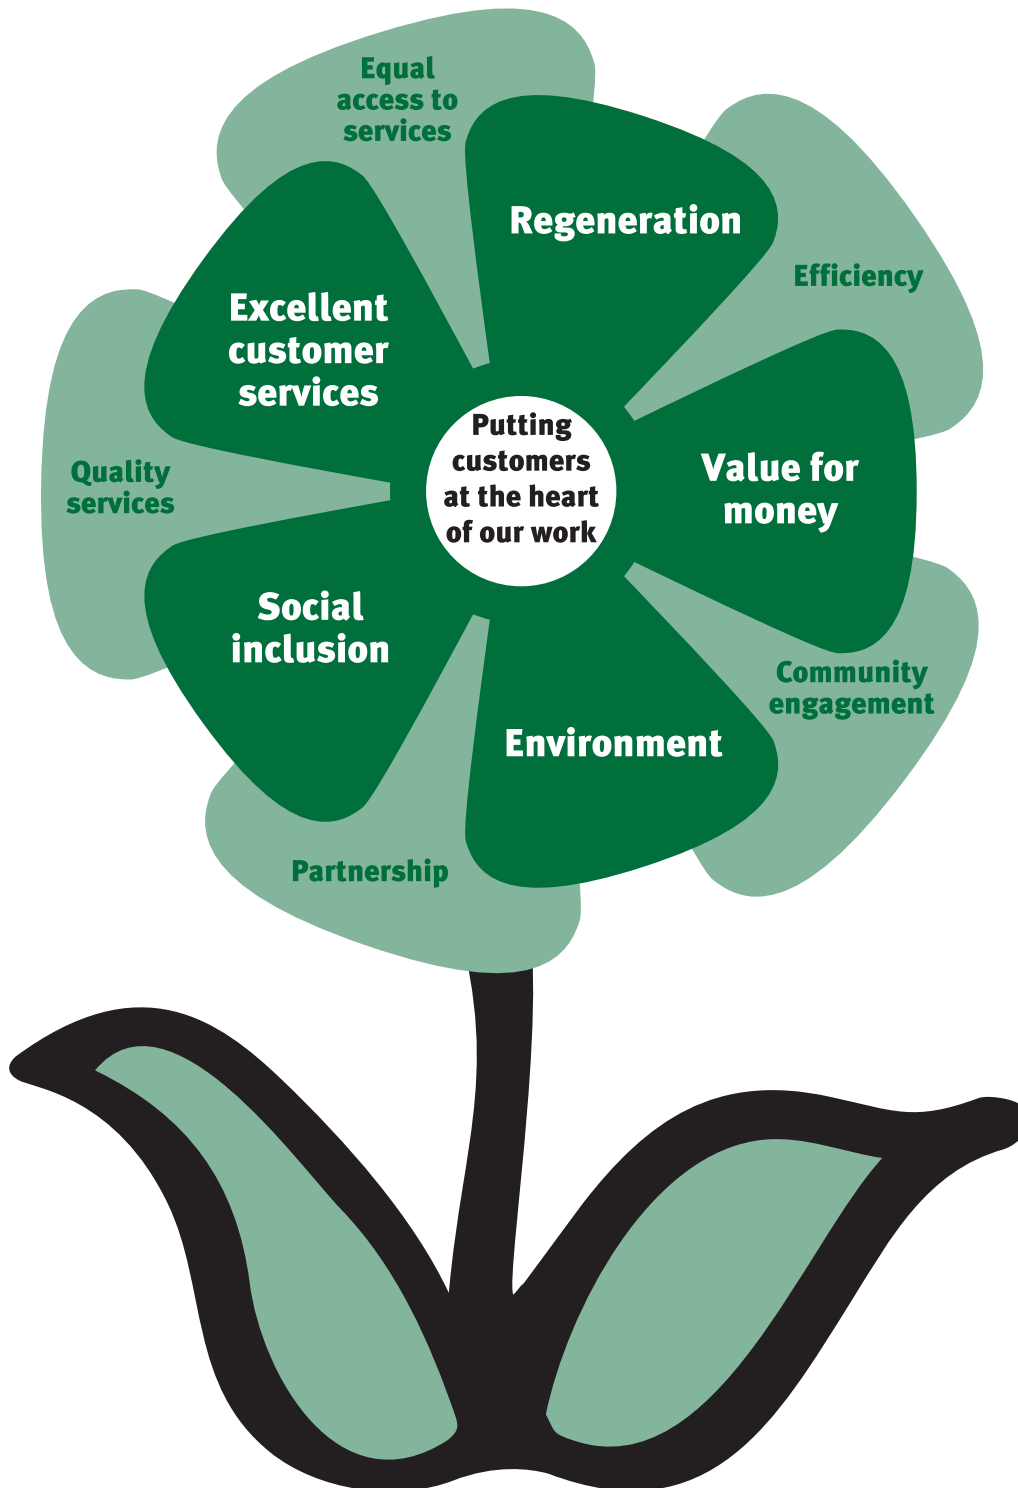 Equal
access to
services
Regeneration
Efficiency
Excellent
customer
services
Putting
customers
at the heart
of our work
Value for
money
Quality
services
Social
inclusion
Community
engagement
Environment
Partnership